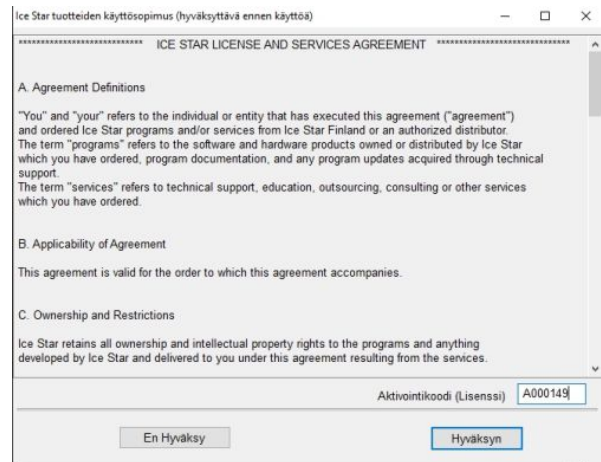 Ice Star tuotteiden käyttösopimus (hyväksyttävä ennen käyttöä)
**************************** ICE STAR LICENSE AND SERVICES AGREEMENT ******************************
A. Agreement Definitions
"You" and "your" refers to the individual or entity that has executed this agreement ("agreement")
and ordered Ice Star programs and/or services from Ice Star Finland or an authorized distributor.
The term "programs" refers to the software and hardware products owned or distributed by Ice Star
which you have ordered, program documentation, and any program updates acquired through technical
support.
The term "services" refers to technical support, education, outsourcing, consulting or other services
which you have ordered.
B. Applicability of Agreement
This agreement is valid for the order to which this agreement accompanies.
C. Ownership and Restrictions
Ice Star retains all ownership and intellectual property rights to the programs and anything
developed by Ice Star and delivered to you under this agreement resulting from the services.
Aktivointikoodi (Lisenssi) A000149
En Hyväksy Hyväksyn